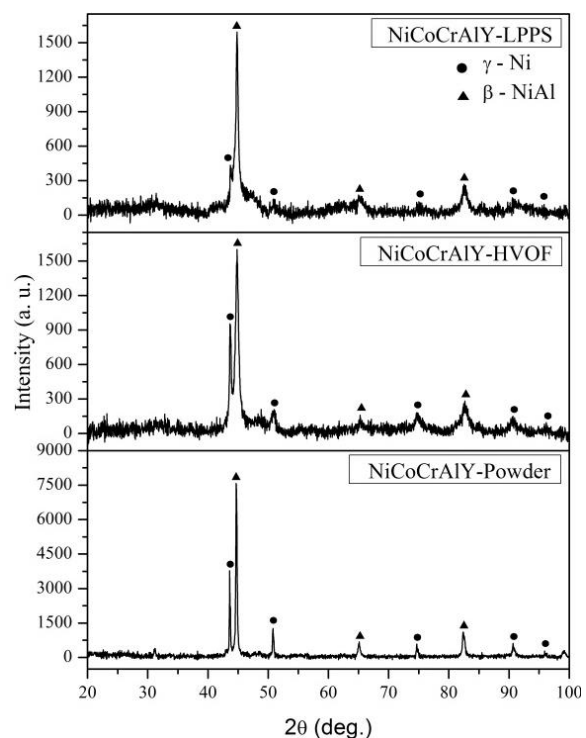 NiCoCrAlY-LPPS
● γ - Ni
▲ β - NiAl
1500
1200
900
600
300
0
NiCoCrAlY-HVOF
1500
1200
900
600
300
0
Intensity (a. u.)
NiCoCrAlY-Powder
9000
7500
6000
4500
3000
1500
0
20 30 40 50 60 70 80 90 100
2θ (deg.)